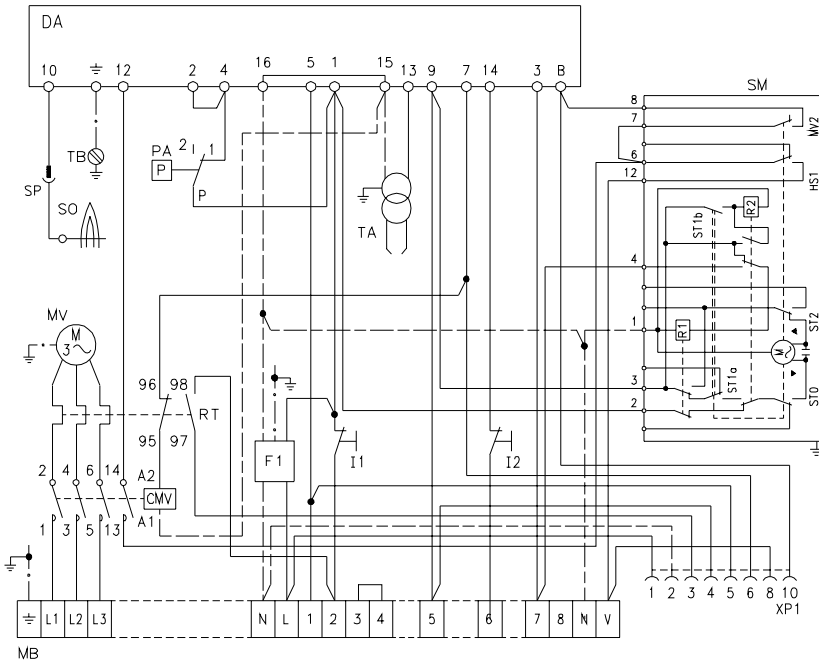 DA
10 12 2 4 16 5 1 15 13 9 7 14 3 B
SM
8
7
6
12
4
1
3
2
MV2
HS1
ST2
ST0
R2
ST1b
R1
ST1a
M
TB
SP
SO
PA
P
2 1
P
TA
MV
M
3
96 98
RT
95 97
A2
CMV
A1
2 4 6 14
1 3 5 13
F1
I1
I2
1 2 3 4 5 6 8 10
XP1
L1 L2 L3 N L 1 2 3 4 5 6 7 8 N V
MB